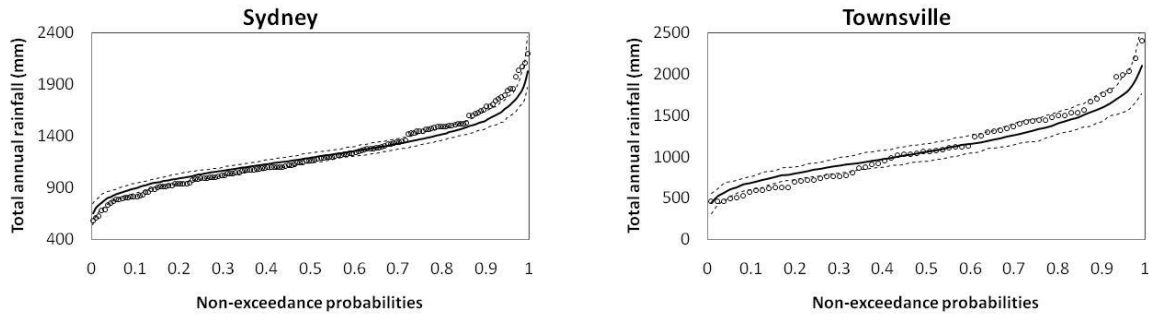 Sydney
Total annual rainfall (mm)
2400
1900
1400
900
400
0 0.1 0.2 0.3 0.4 0.5 0.6 0.7 0.8 0.9 1
Non-exceedance probabilities
Townsville
Total annual rainfall (mm)
2500
2000
1500
1000
500
0
0 0.1 0.2 0.3 0.4 0.5 0.6 0.7 0.8 0.9 1
Non-exceedance probabilities